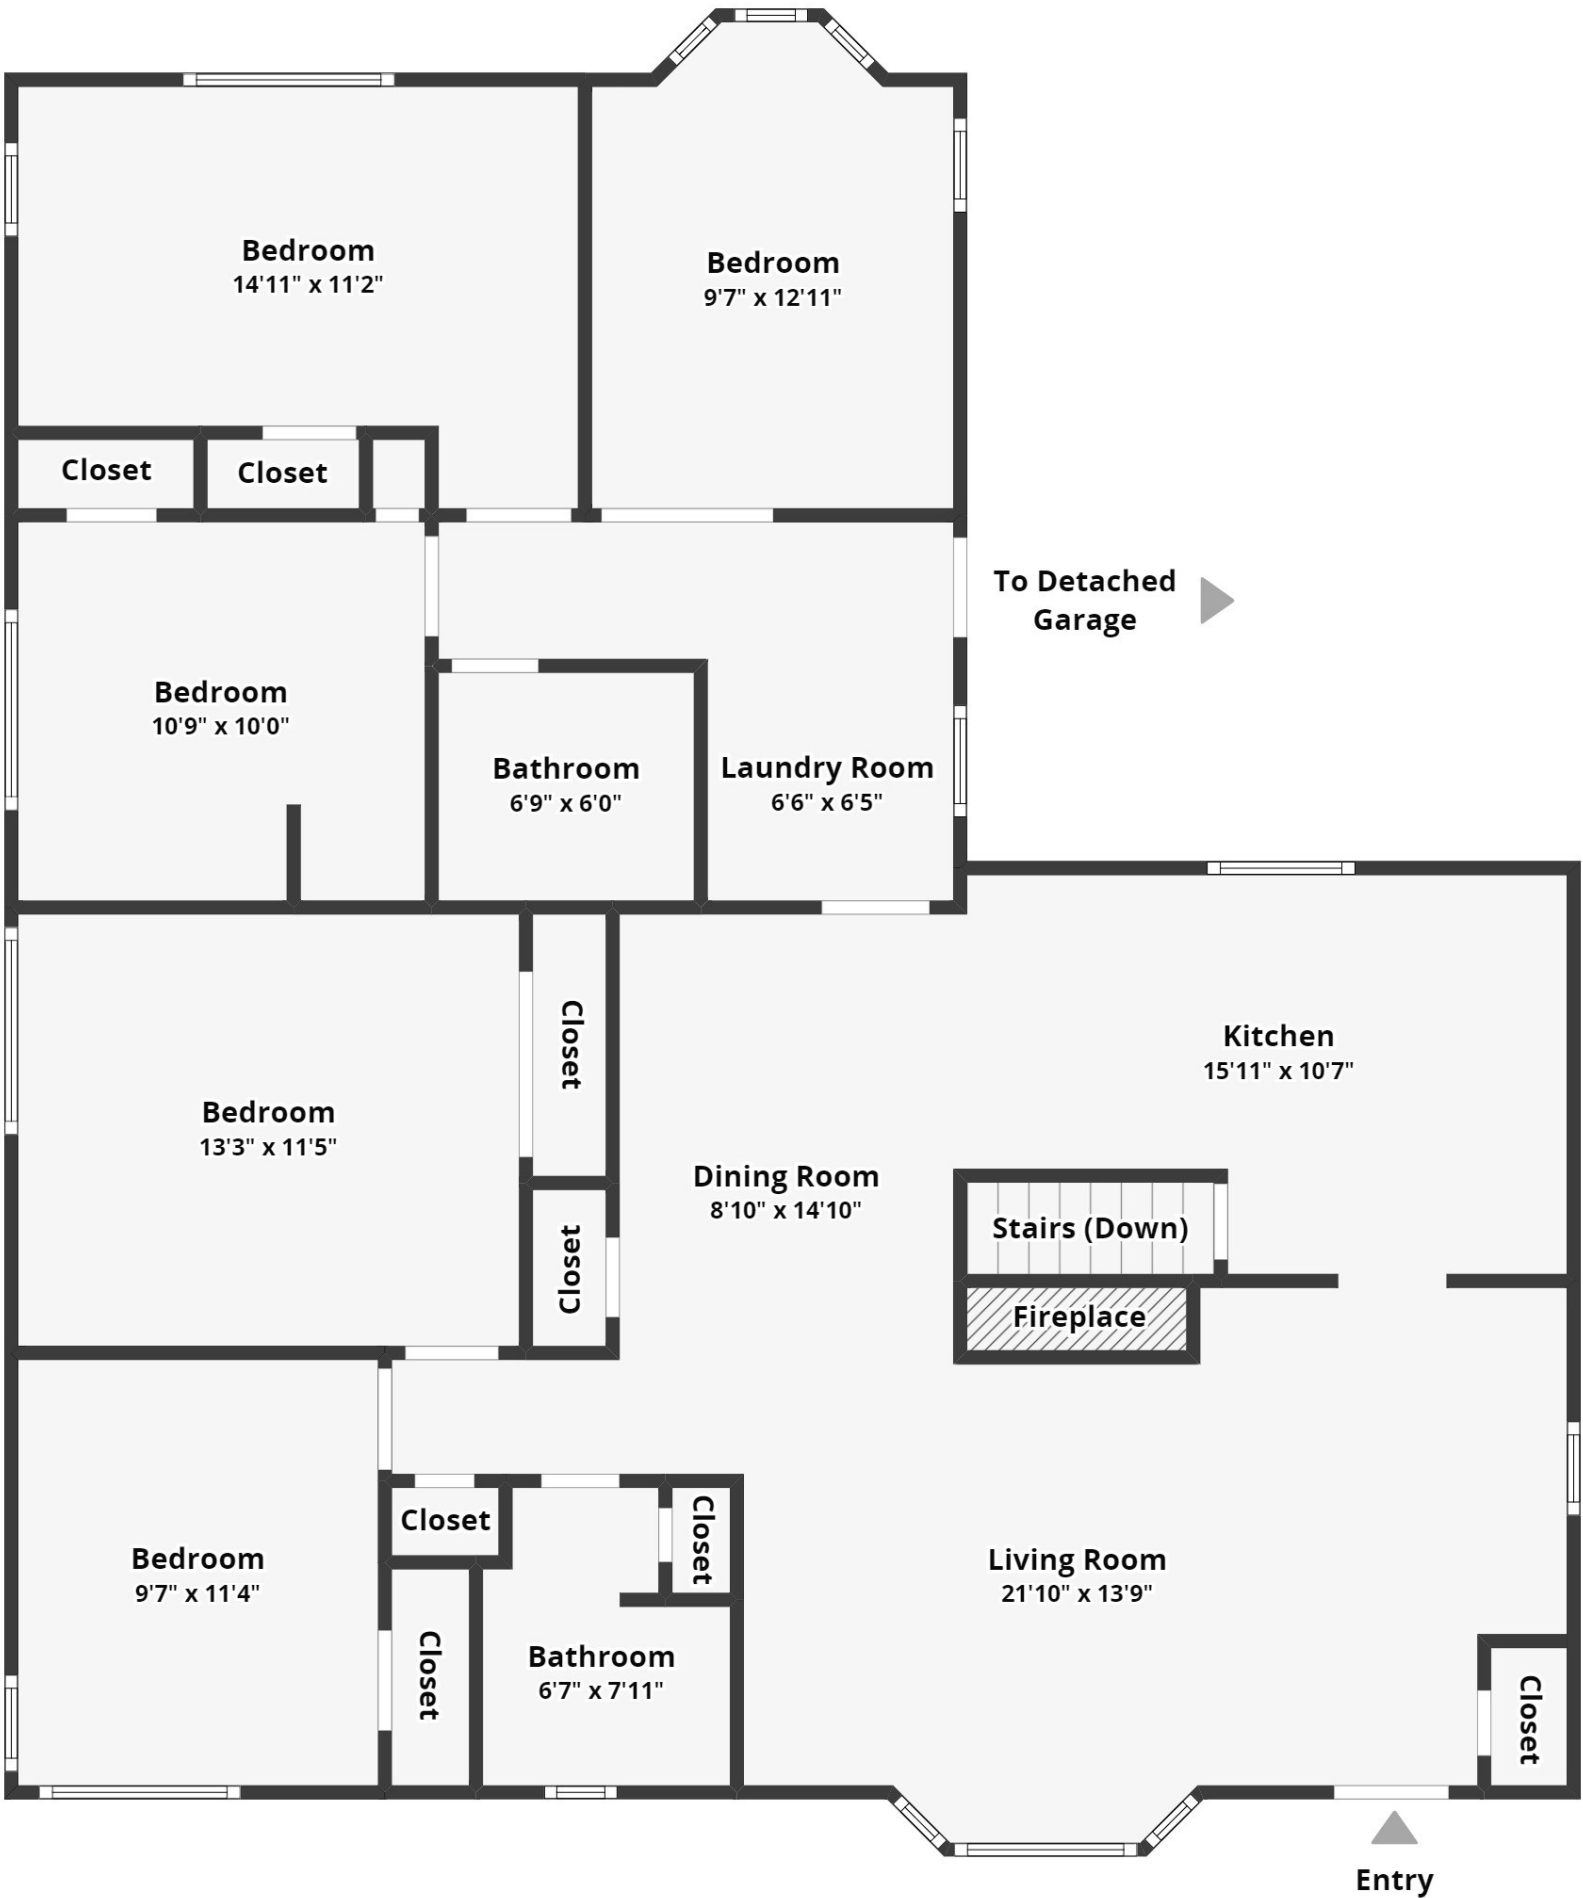 Bedroom
14'11" x 11'2"
Bedroom
9'7" x 12'11"
Closet
Closet
To Detached
Garage
Bedroom
10'9" x 10'0"
Bathroom
6'9" x 6'0"
Laundry Room
6'6" x 6'5"
Closet
Kitchen
15'11" x 10'7"
Bedroom
13'3" x 11'5"
Dining Room
8'10" x 14'10"
Stairs (Down)
Closet
Fireplace
Closet
Closet
Bedroom
9'7" x 11'4"
Living Room
21'10" x 13'9"
Closet
Bathroom
6'7" x 7'11"
Closet
Entry